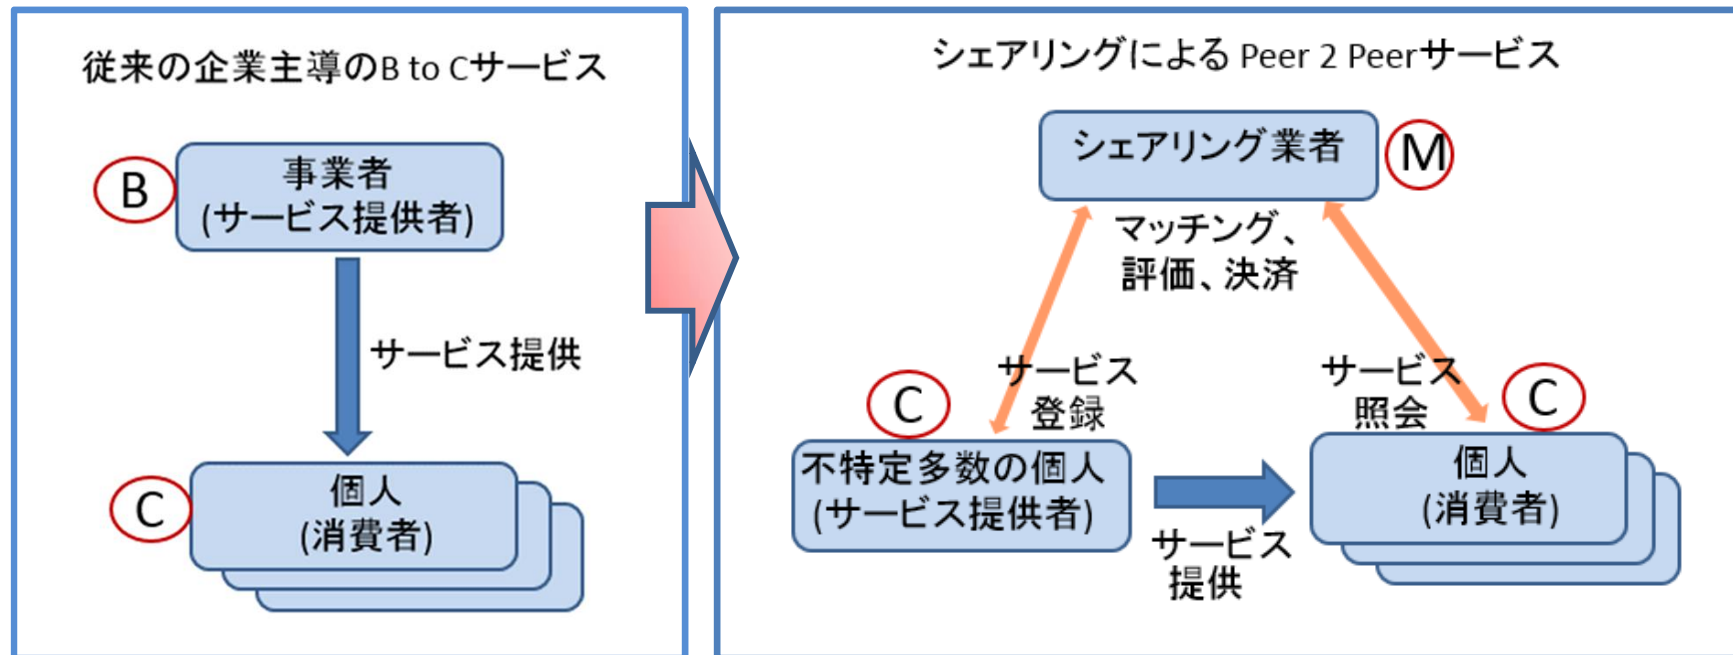 従来の企業主導のB to Cサービス
B
事業者
(サービス提供者)
サービス提供
C
個人
(消費者)
シェアリングによる Peer 2 Peerサービス
シェアリング業者
M
マッチング、
評価、決済
C
サービス
登録
サービス
照会
C
不特定多数の個人
(サービス提供者)
サービス
提供
個人
(消費者)